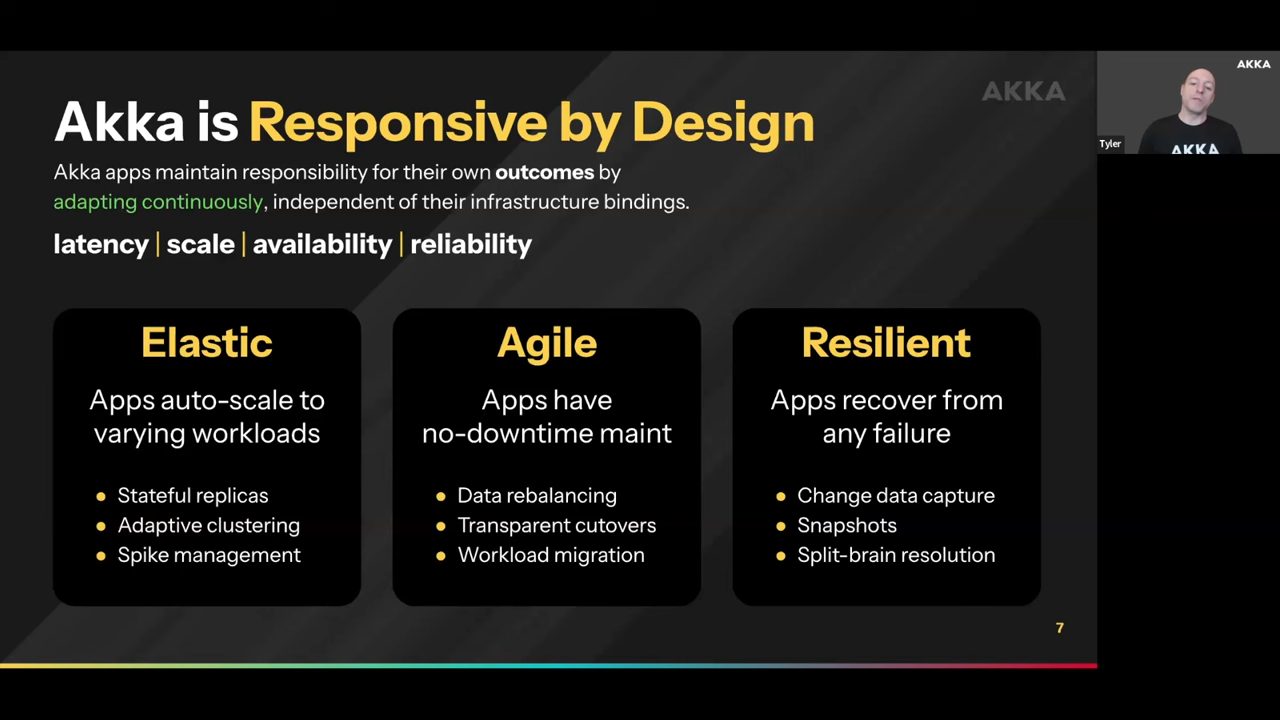 AKKA
Akka is Responsive by Design
Akka apps maintain responsibility for their own outcomes by
adapting continuously, independent of their infrastructure bindings.
latency | scale | availability | reliability
Elastic
Apps auto-scale to
varying workloads
Stateful replicas
Adaptive clustering
Spike management
Agile
Apps have
no-downtime maint
Data rebalancing
Transparent cutovers
Workload migration
Resilient
Apps recover from
any failure
Change data capture
Snapshots
Split-brain resolution
7
AKKA
Tyler
AKKA